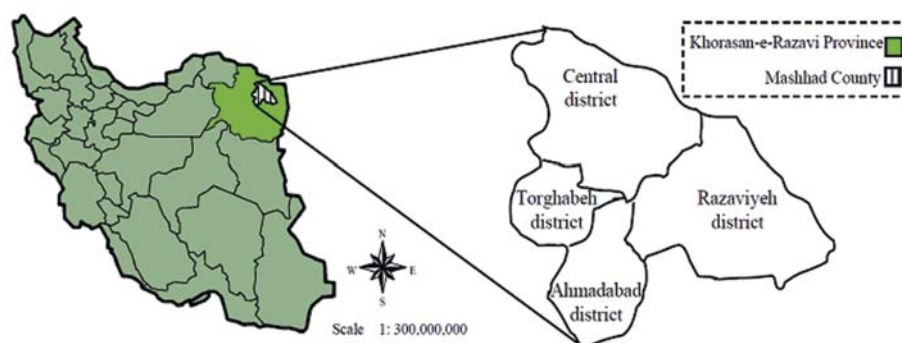 Khorasan-e-Razavi Province
Mashhad County
Central
district
Torghabeh
district
Razaviyeh
district
Ahmadabad
district
N
W
E
S
Scale 1: 300,000,000